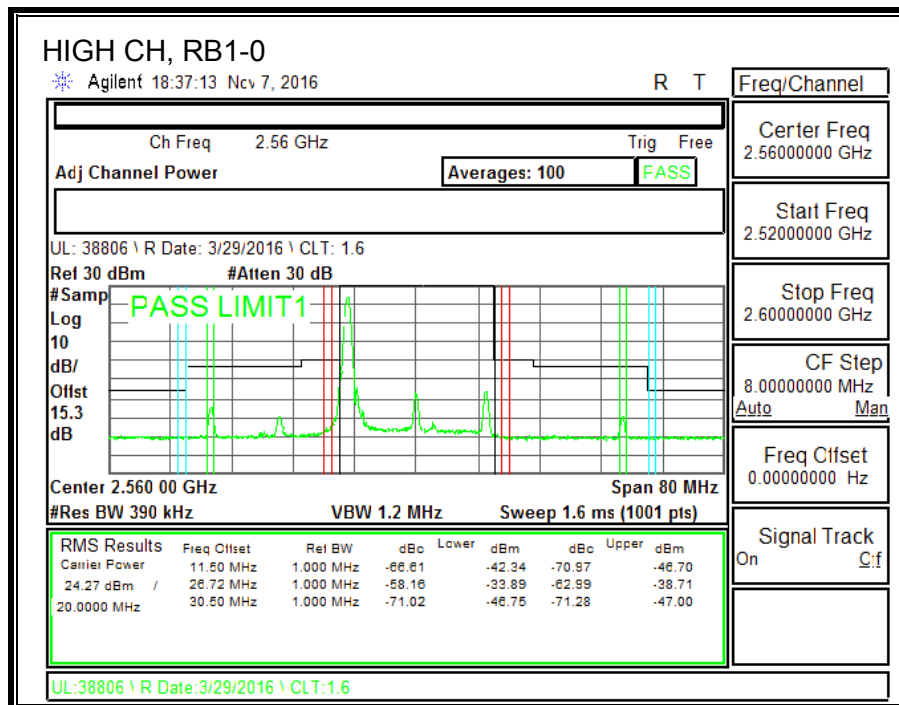 HIGH CH, RB1-0
Agilent 18:37:13 Nov 7, 2016 R T
Freq/Channel
Ch Freq 2.56 GHz Trig Free
Adj Channel Power Averages: 100 PASS
Center Freq
2.56000000 GHz
Start Freq
2.52000000 GHz
UL: 38806 \ R Date: 3/29/2016 \ CLT: 1.6
Ref 30 dBm #Atten 30 dB
#Samp
Log
10
dB/
Offst
15.3
dB
PASS LIMIT1
Stop Freq
2.60000000 GHz
CF Step
8.00000000 MHz
Auto Man
Freq Offset
0.00000000 Hz
Center 2.560 00 GHz Span 80 MHz
#Res BW 390 kHz VBW 1.2 MHz Sweep 1.6 ms (1001 pts)
Signal Track
On Off
RMS Results Freq Offset Ref BW dBc Lower dBm dBc Upper dBm
Carrier Power 11.50 MHz 1.000 MHz -66.61 -42.34 -70.97 -46.70
24.27 dBm / 26.72 MHz 1.000 MHz -58.16 -33.89 -62.99 -38.71
20.0000 MHz 30.50 MHz 1.000 MHz -71.02 -46.75 -71.28 -47.00
UL:38806 \ R Date:3/29/2016 \ CLT:1.6